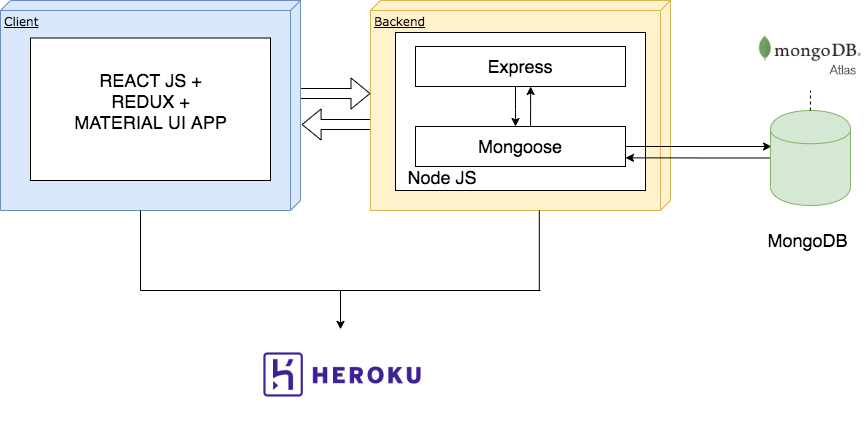 Client
REACT JS +
REDUX +
MATERIAL UI APP
Backend
Express
Mongoose
Node JS
mongoDB.
Atlas
MongoDB
HEROKU